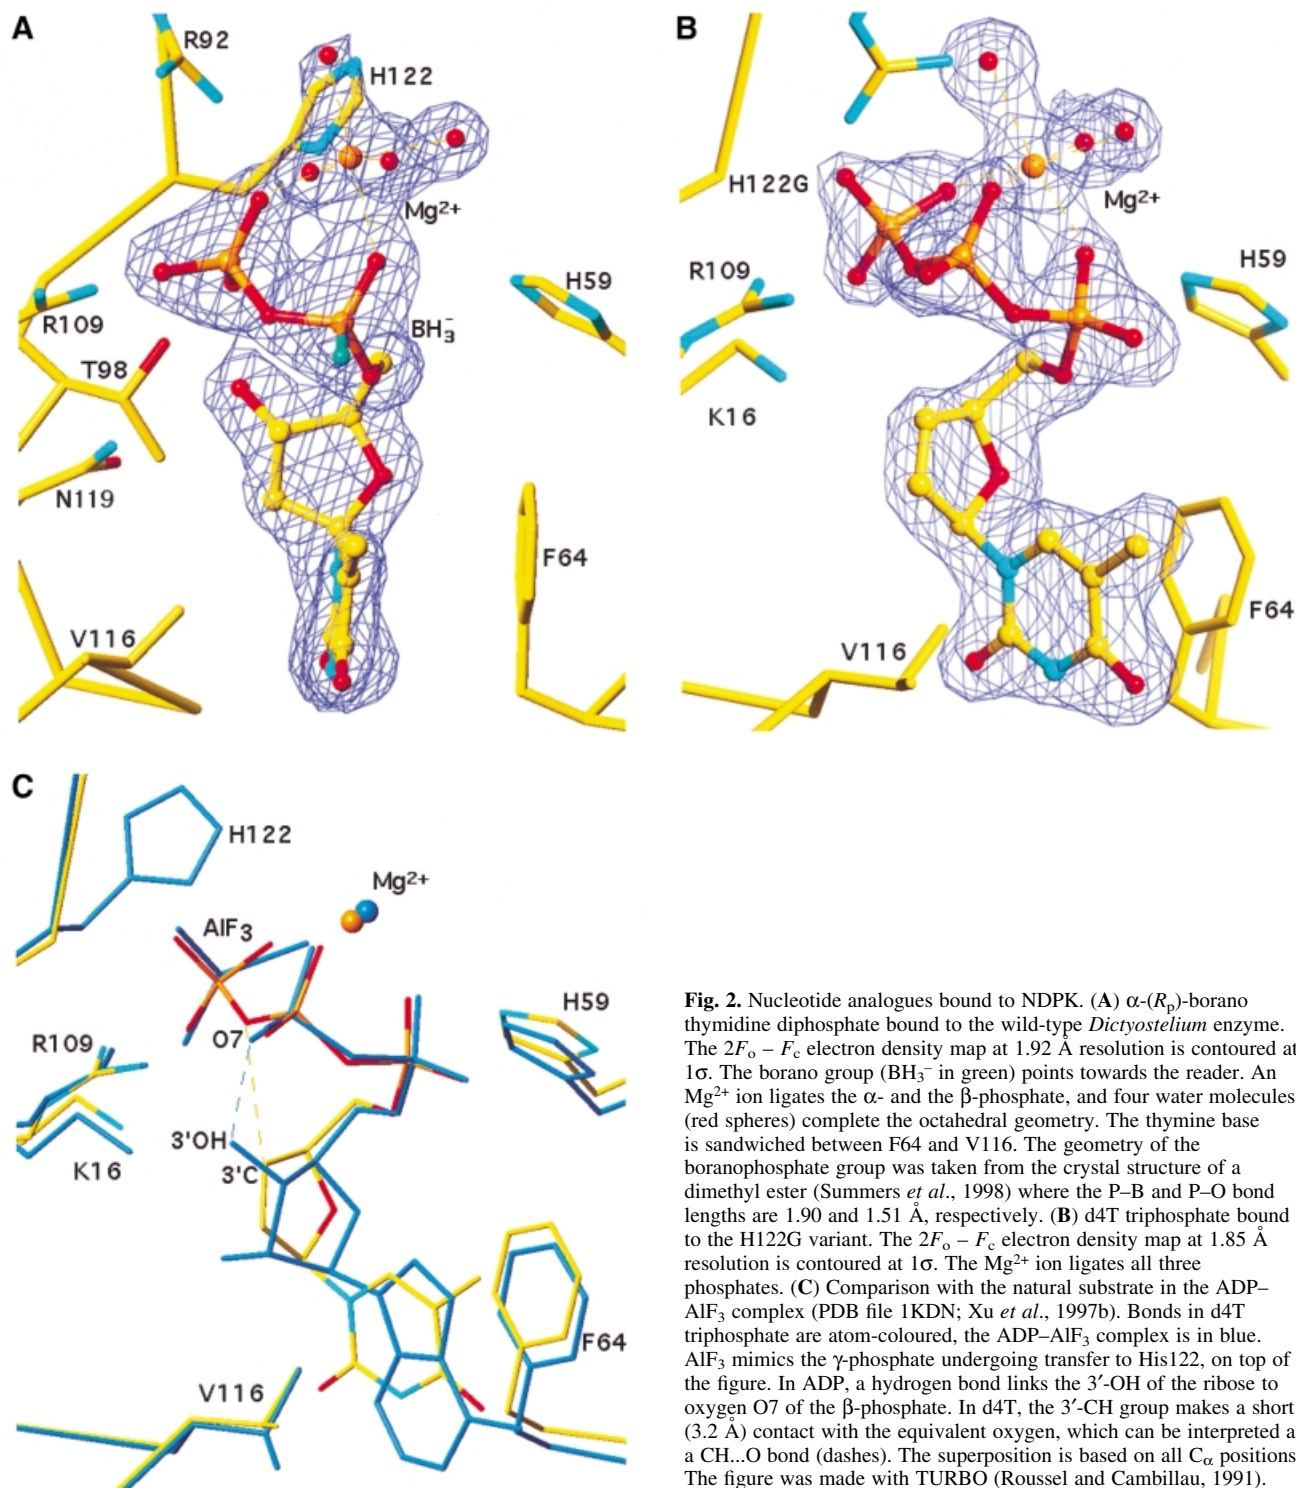 A
R92
H122
Mg2+
R109
BH3−
H59
T98
N119
F64
V116
B
H122G
Mg2+
R109
H59
K16
F64
V116
C
H122
Mg2+
AlF3
H59
O7
R109
3'OH
K16
3'C
F64
V116
Fig. 2. Nucleotide analogues bound to NDPK. (A) α-(Rp)-borano
thymidine diphosphate bound to the wild-type Dictyostelium enzyme.
The 2Fo – Fc electron density map at 1.92 Å resolution is contoured at
1σ. The borano group (BH3− in green) points towards the reader. An
Mg2+ ion ligates the α- and the β-phosphate, and four water molecules
(red spheres) complete the octahedral geometry. The thymine base
is sandwiched between F64 and V116. The geometry of the
boranophosphate group was taken from the crystal structure of a
dimethyl ester (Summers et al., 1998) where the P–B and P–O bond
lengths are 1.90 and 1.51 Å, respectively. (B) d4T triphosphate bound
to the H122G variant. The 2Fo – Fc electron density map at 1.85 Å
resolution is contoured at 1σ. The Mg2+ ion ligates all three
phosphates. (C) Comparison with the natural substrate in the ADP–
AlF3 complex (PDB file 1KDN; Xu et al., 1997b). Bonds in d4T
triphosphate are atom-coloured, the ADP–AlF3 complex is in blue.
AlF3 mimics the γ-phosphate undergoing transfer to His122, on top of
the figure. In ADP, a hydrogen bond links the 3′-OH of the ribose to
oxygen O7 of the β-phosphate. In d4T, the 3′-CH group makes a short
(3.2 Å) contact with the equivalent oxygen, which can be interpreted a
a CH...O bond (dashes). The superposition is based on all Cα positions
The figure was made with TURBO (Roussel and Cambillau, 1991).